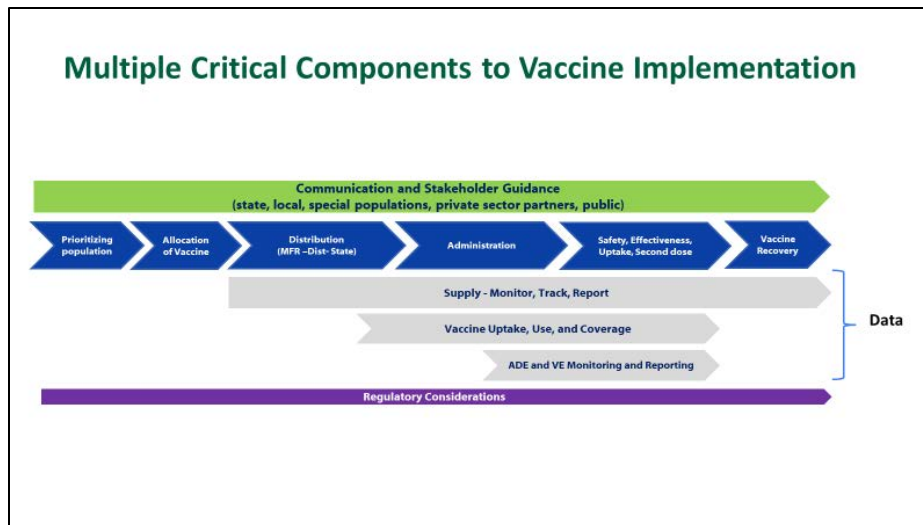 Multiple Critical Components to Vaccine Implementation
Communication and Stakeholder Guidance
(state, local, special populations, private sector partners, public)
Prioritizing
population
Allocation
of Vaccine
Distribution
(MFR –Dist- State)
Administration
Safety, Effectiveness,
Uptake, Second dose
Vaccine
Recovery
Supply - Monitor, Track, Report
Vaccine Uptake, Use, and Coverage
ADE and VE Monitoring and Reporting
Data
Regulatory Considerations